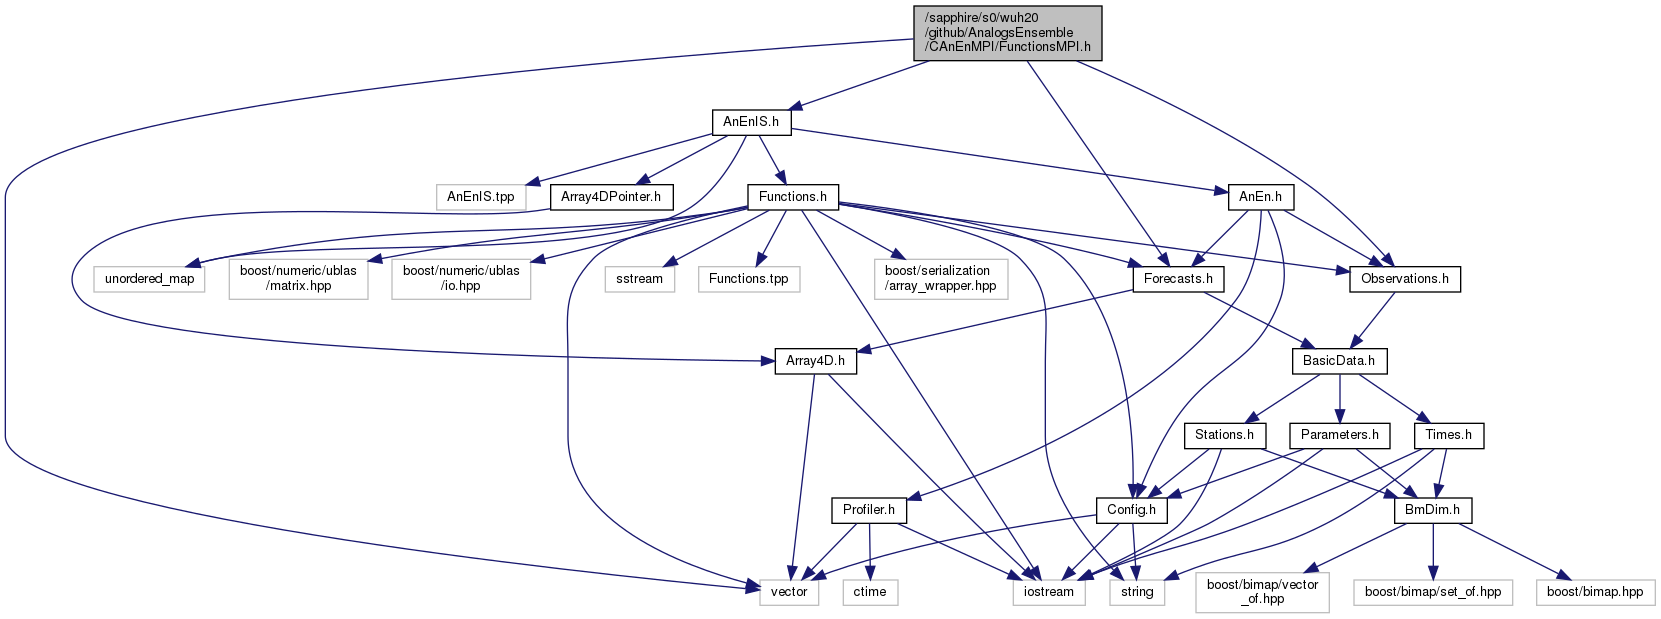 /sapphire/s0/wuh20
/github/AnalogsEnsemble
/CAnEnMPI/FunctionsMPI.h
AnEnIS.h
AnEnIS.tpp
Array4DPointer.h
Functions.h
AnEn.h
unordered_map
boost/numeric/ublas
/matrix.hpp
boost/numeric/ublas
/io.hpp
sstream
Functions.tpp
boost/serialization
/array_wrapper.hpp
Forecasts.h
Observations.h
Array4D.h
BasicData.h
Stations.h
Parameters.h
Times.h
Profiler.h
Config.h
BmDim.h
vector
ctime
iostream
string
boost/bimap/vector
_of.hpp
boost/bimap/set_of.hpp
boost/bimap.hpp